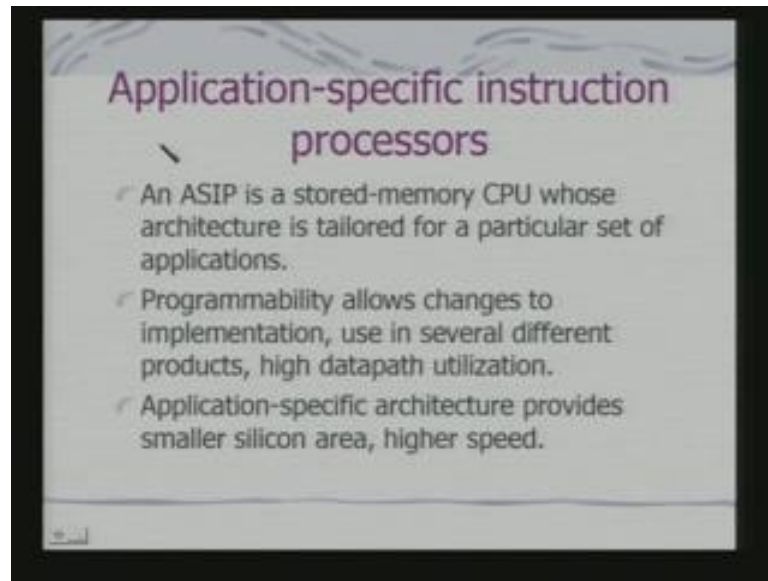 Application-specific instruction
processors
An ASIP is a stored-memory CPU whose
architecture is tailored for a particular set of
applications.
Programmability allows changes to
implementation, use in several different
products, high datapath utilization.
Application-specific architecture provides
smaller silicon area, higher speed.